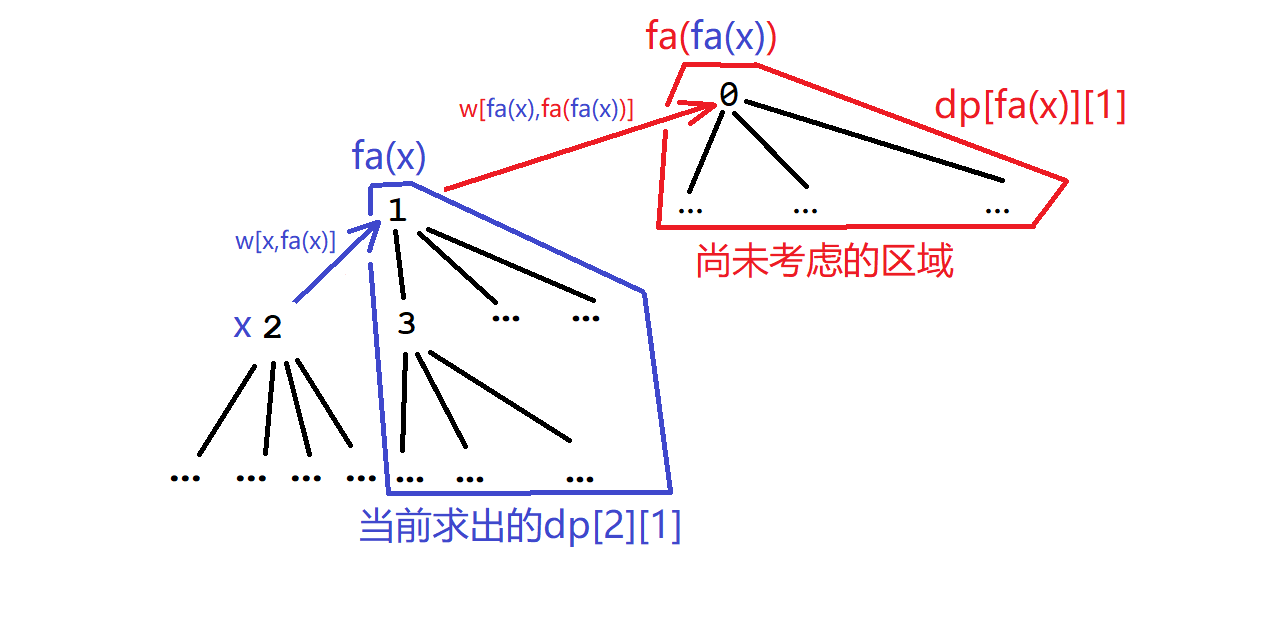 fa(fa(x))
0
dp[fa(x)][1]
w[fa(x),fa(fa(x))]
fa(x)
1
... ... ...
w[x,fa(x)]
尚未考虑的区域
x 2
3
... ...
... ... ... ... ... ... ...
当前求出的dp[2][1]